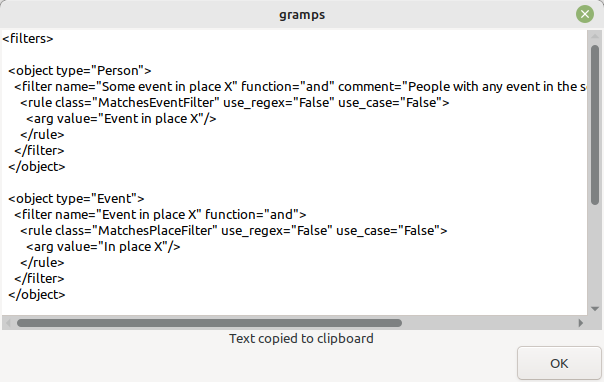 gramps
<filters>
<object type="Person">
<filter name="Some event in place X" function="and" comment="People with any event in the
<rule class="MatchesEventFilter" use_regex="False" use_case="False">
<arg value="Event in place X"/>
</rule>
</filter>
</object>
<object type="Event">
<filter name="Event in place X" function="and">
<rule class="MatchesPlaceFilter" use_regex="False" use_case="False">
<arg value="In place X"/>
</rule>
</filter>
</object>
Text copied to clipboard
OK